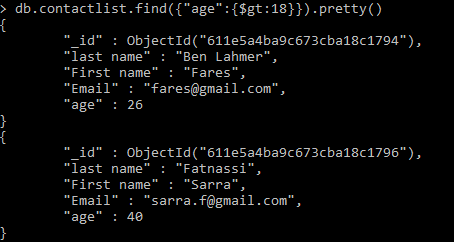 > db.contactlist.find({"age":{$gt:18}}).pretty()
{
        "_id" : ObjectId("611e5a4ba9c673cba18c1794"),
        "last name" : "Ben Lahmer",
        "First name" : "Fares",
        "Email" : "fares@gmail.com",
        "age" : 26
}
{
        "_id" : ObjectId("611e5a4ba9c673cba18c1796"),
        "last name" : "Fatnassi",
        "First name" : "Sarra",
        "Email" : "sarra.f@gmail.com",
        "age" : 40
}